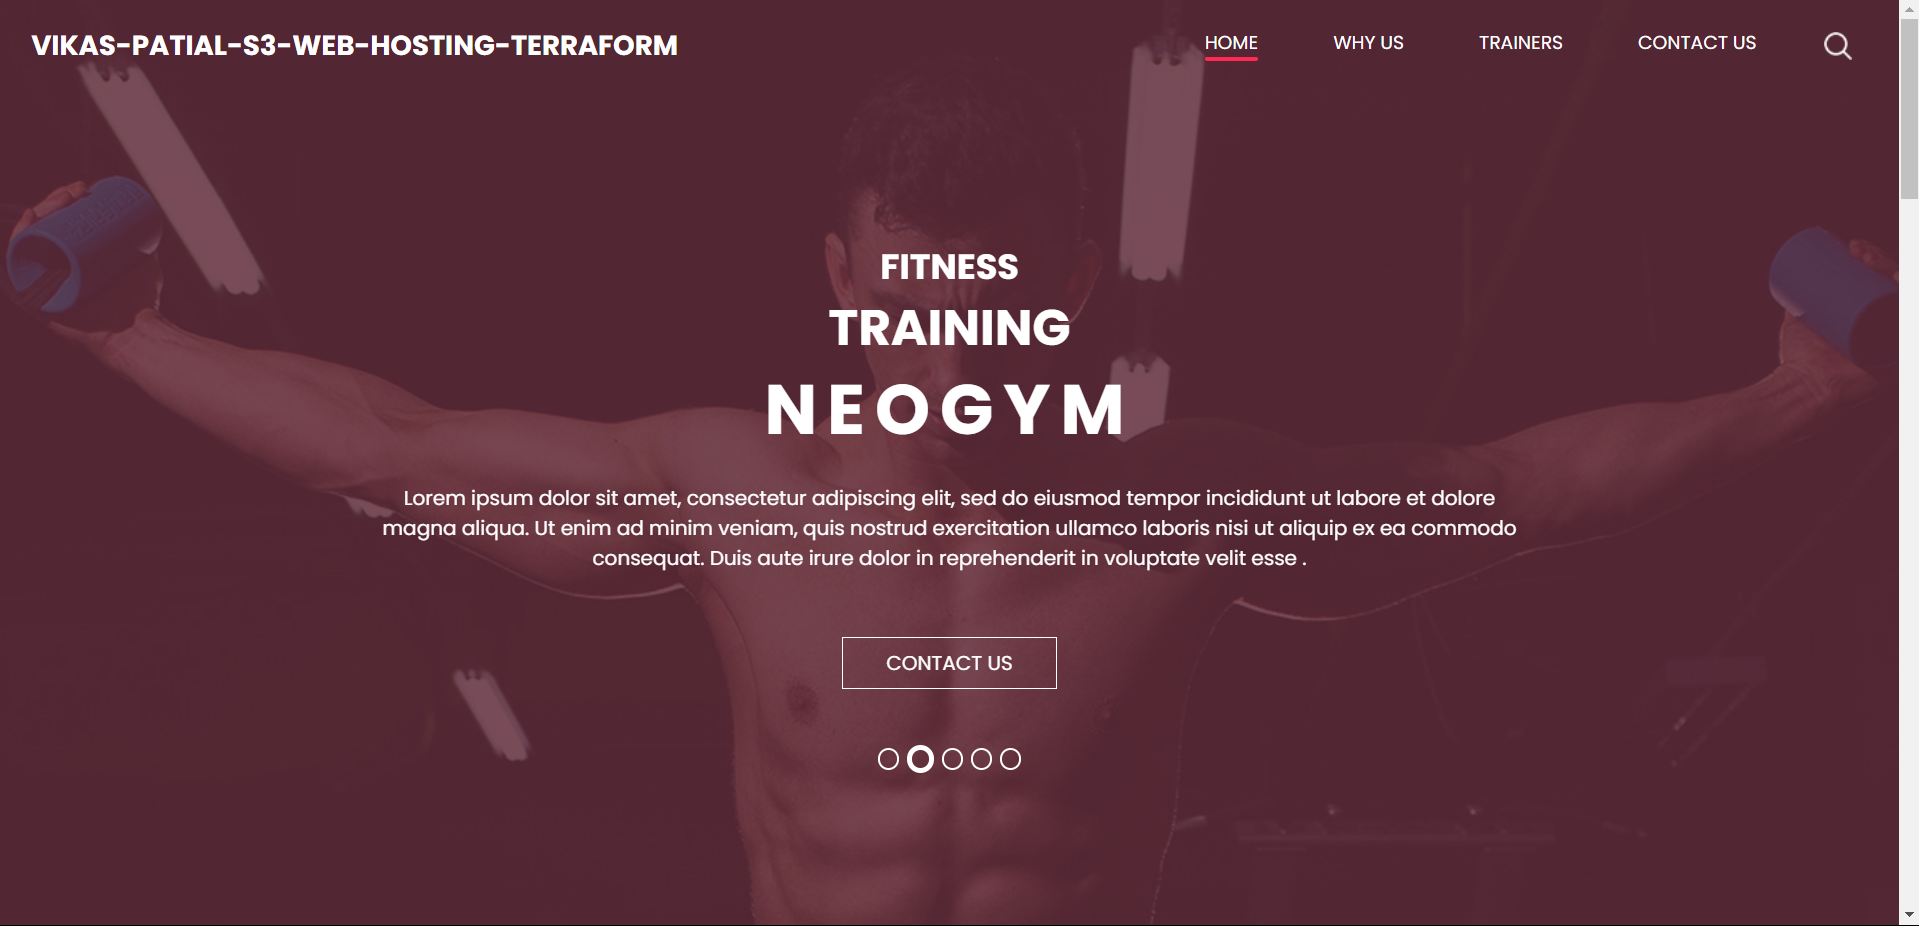 VIKAS-PATIAL-S3-WEB-HOSTING-TERRAFORM
HOME
WHY US
TRAINERS
CONTACT US
FITNESS
TRAINING
NEOGYM
Lorem ipsum dolor sit amet, consectetur adipiscing elit, sed do eiusmod tempor incididunt ut labore et dolore
magna aliqua. Ut enim ad minim veniam, quis nostrud exercitation ullamco laboris nisi ut aliquip ex ea commodo
consequat. Duis aute irure dolor in reprehenderit in voluptate velit esse .
CONTACT US